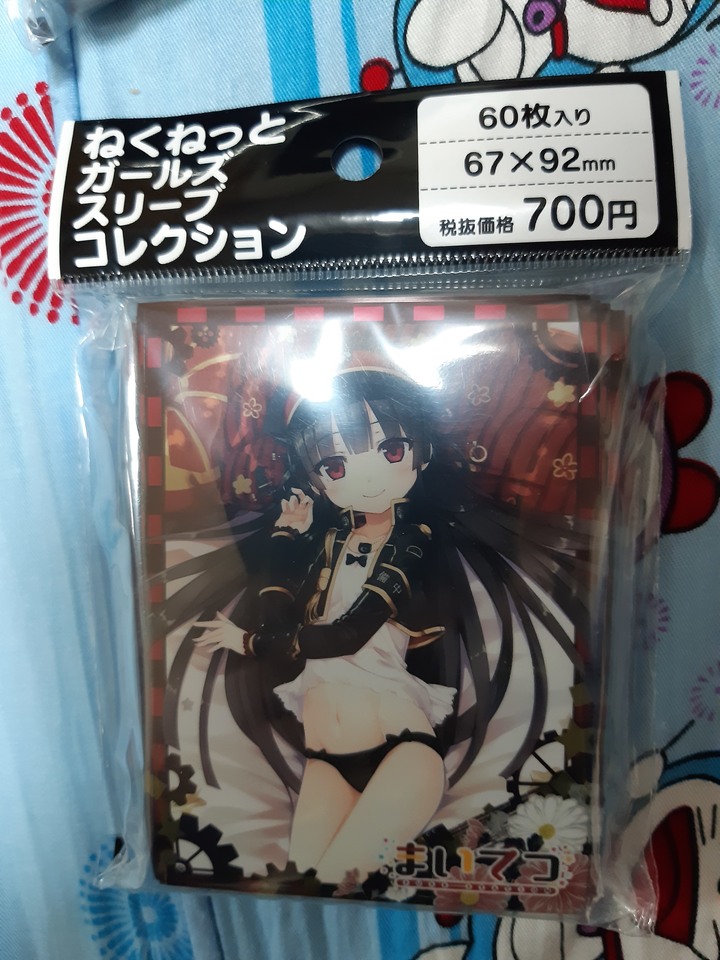 ねくねっと
ガールズ
スリーブ
コレクション
60枚入り
67×92mm
税抜価格 700円
まいてつ